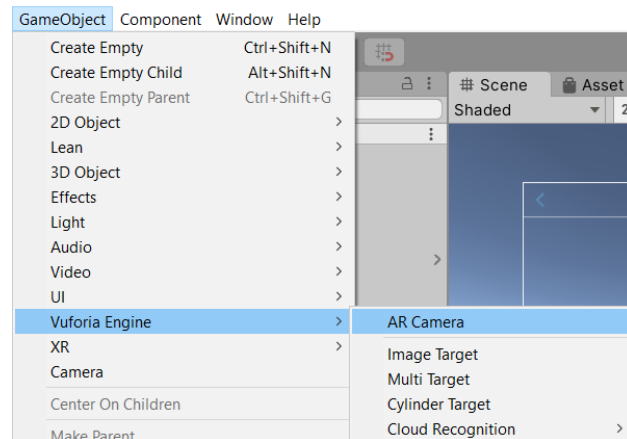 GameObject Component Window Help
Create Empty Ctrl+Shift+N
Create Empty Child Alt+Shift+N
Create Empty Parent Ctrl+Shift+G
2D Object
Lean
3D Object
Effects
Light
Audio
Video
UI
Vuforia Engine
XR
Camera
Center On Children
Make Parent
Scene Asset
Shaded 2
AR Camera
Image Target
Multi Target
Cylinder Target
Cloud Recognition